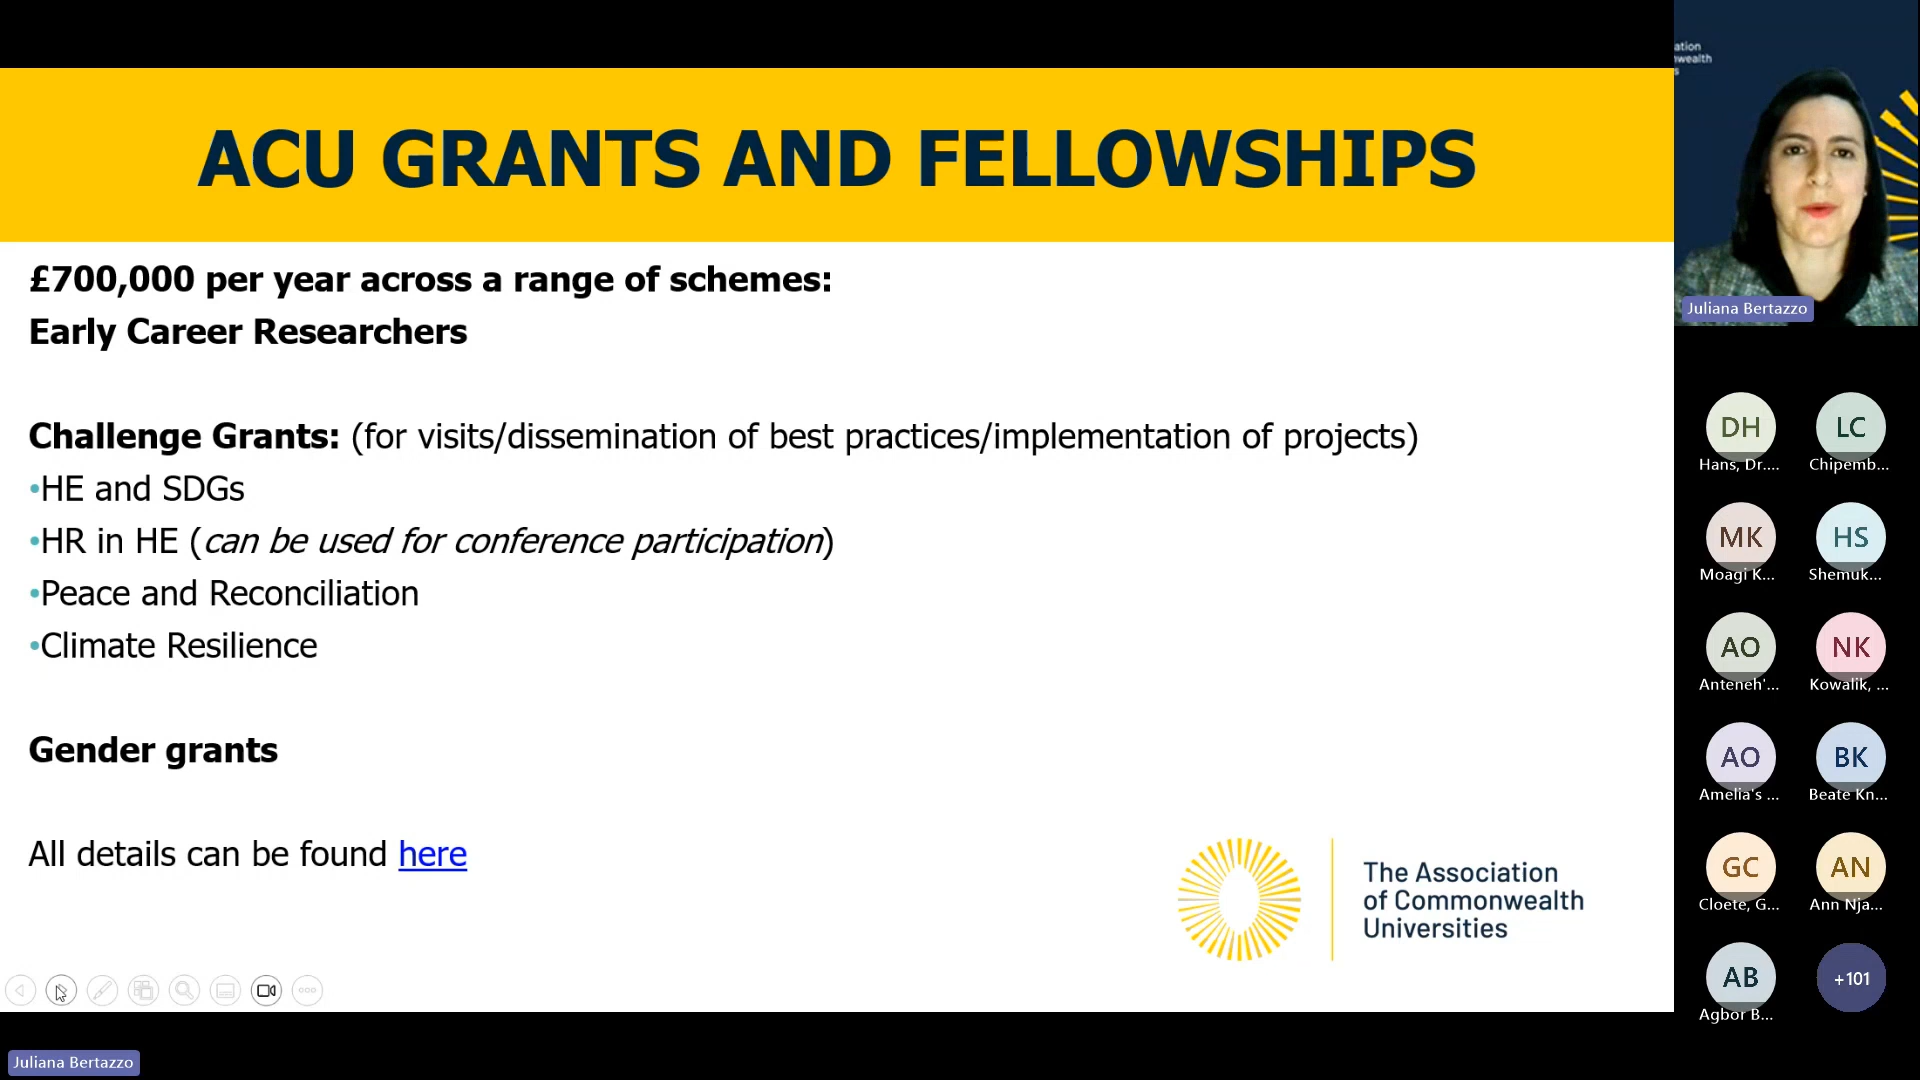 ACU GRANTS AND FELLOWSHIPS
£700,000 per year across a range of schemes:
Early Career Researchers
Challenge Grants: (for visits/dissemination of best practices/implementation of projects)
•HE and SDGs
•HR in HE (can be used for conference participation)
•Peace and Reconciliation
•Climate Resilience
Gender grants
All details can be found here
The Association
of Commonwealth
Universities
Juliana Bertazzo
ation
nwealth
s
Juliana Bertazzo
DH
Hans, Dr....
LC
Chipemb...
MK
Moagi K...
HS
Shemuk...
AO
Anteneh'...
NK
Kowalik, ...
AO
Amelia's ...
BK
Beate Kn...
GC
Cloete, G...
AN
Ann Nja...
AB
Agbor B...
+101